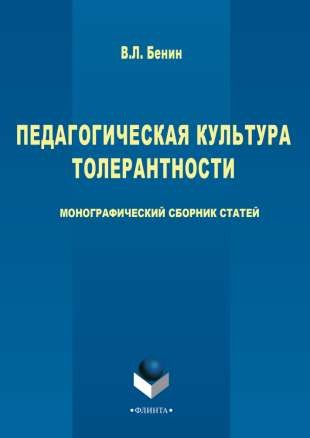 В.Л. Бенин
ПЕДАГОГИЧЕСКАЯ КУЛЬТУРА
ТОЛЕРАНТНОСТИ
МОНОГРАФИЧЕСКИЙ СБОРНИК СТАТЕЙ
•ФЛИНТА•